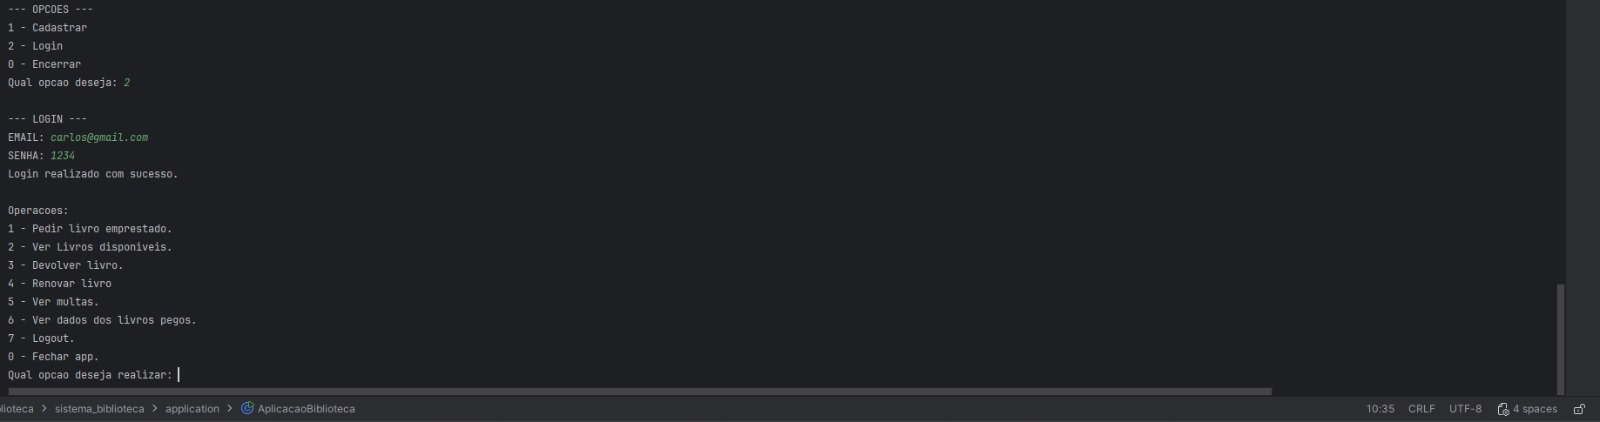 --- OPCOES ---
1 - Cadastrar
2 - Login
0 - Encerrar
Qual opcao deseja: 2
--- LOGIN ---
EMAIL: carlos@gmail.com
SENHA: 1234
Login realizado com sucesso.
Operacoes:
1 - Pedir livro emprestado.
2 - Ver Livros disponiveis.
3 - Devolver livro.
4 - Renovar livro
5 - Ver multas.
6 - Ver dados dos livros pegos.
7 - Logout.
0 - Fechar app.
Qual opcao deseja realizar:
blioteca > sistema_biblioteca > application > AplicacaoBiblioteca 10:35 CRLF UTF-8 4 spaces